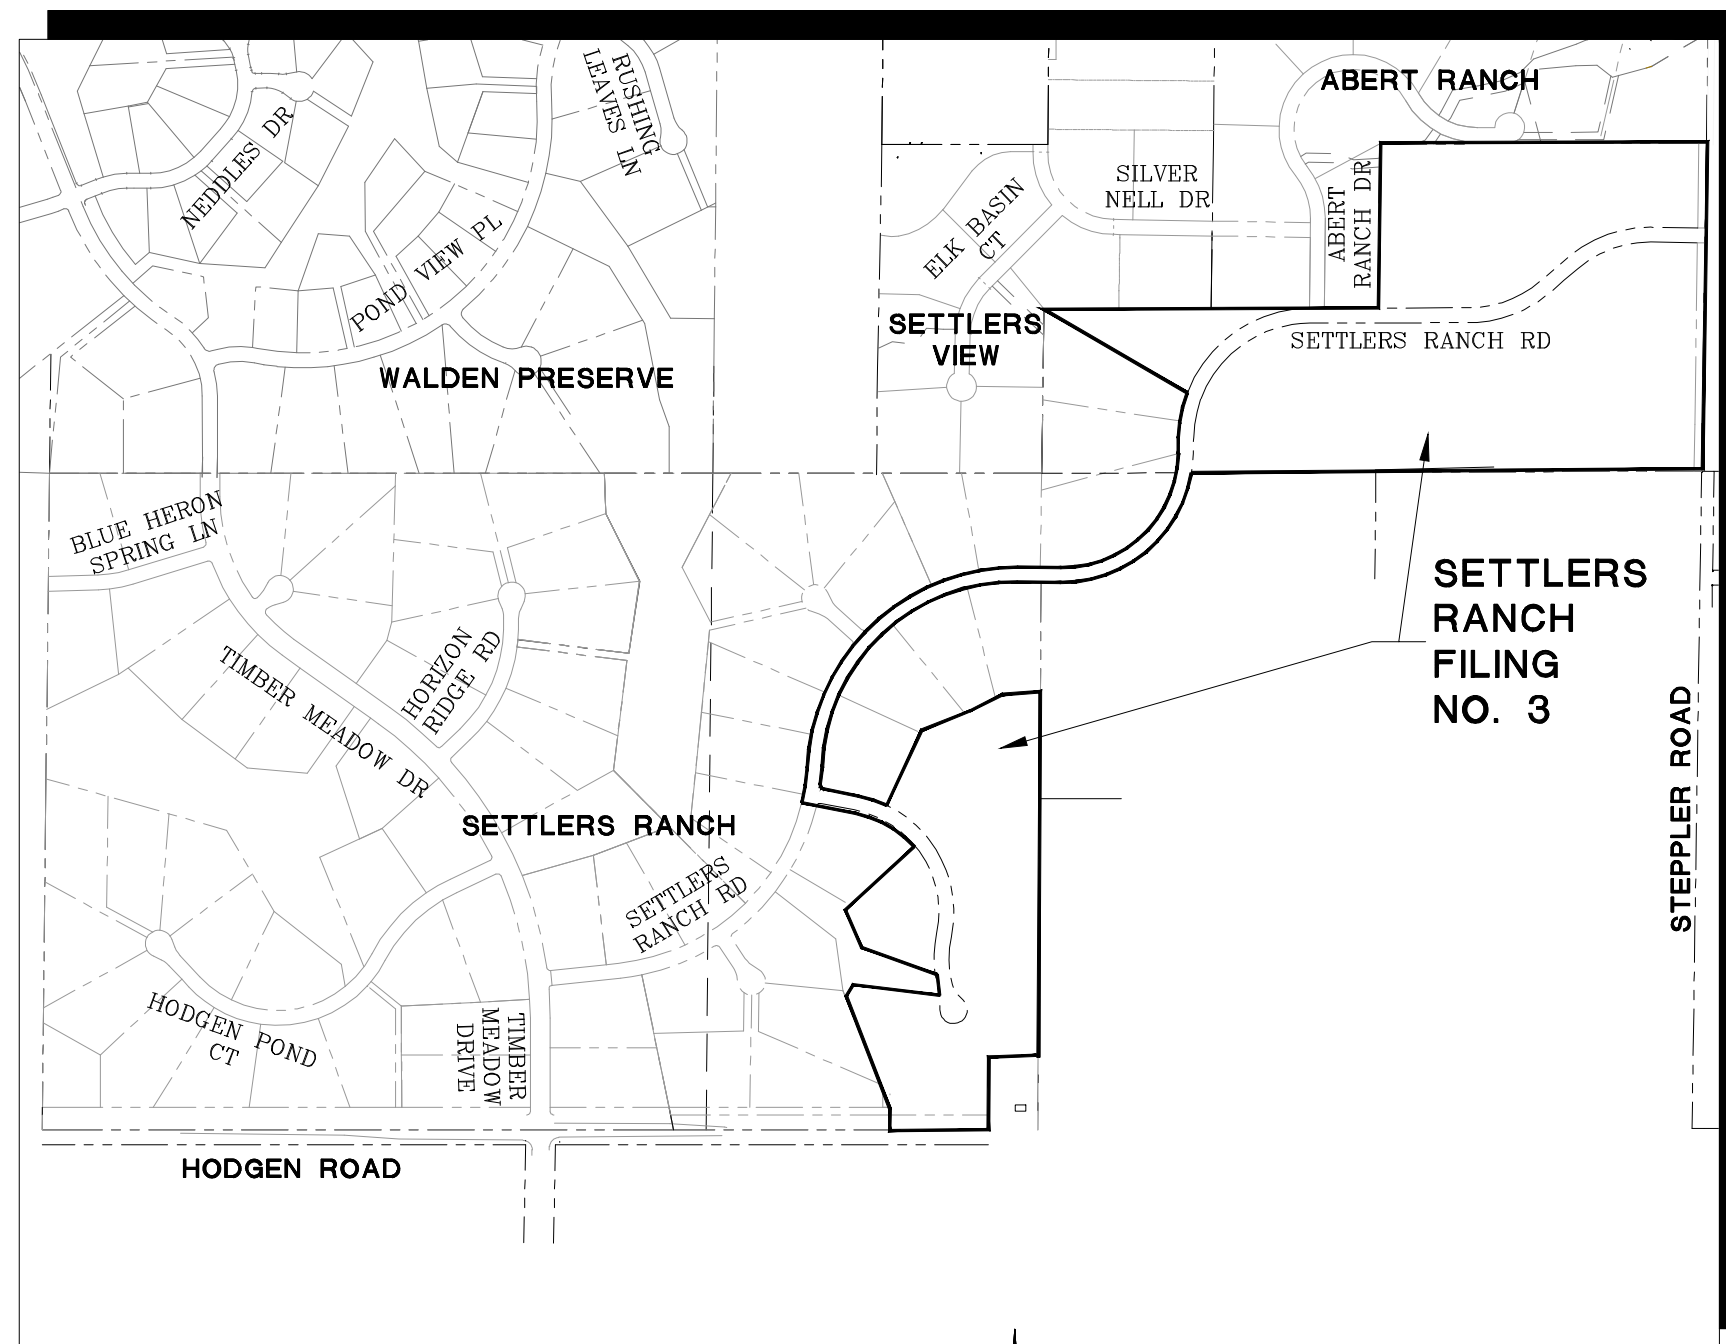 ABERT RANCH
RUSHING
LEAVES LN
NEDDLES DR
SILVER
NELL DR
ELK BASIN
CT
ABERT
RANCH DR
POND VIEW PL
SETTLERS
VIEW
SETTLERS RANCH RD
WALDEN PRESERVE
BLUE HERON
SPRING LN
SETTLERS
RANCH
FILING
NO. 3
HORIZON
RIDGE RD
TIMBER MEADOW DR
STEPPLER ROAD
SETTLERS RANCH
SETTLERS
RANCH RD
HODGEN POND
CT
TIMBER
MEADOW
DRIVE
HODGEN ROAD